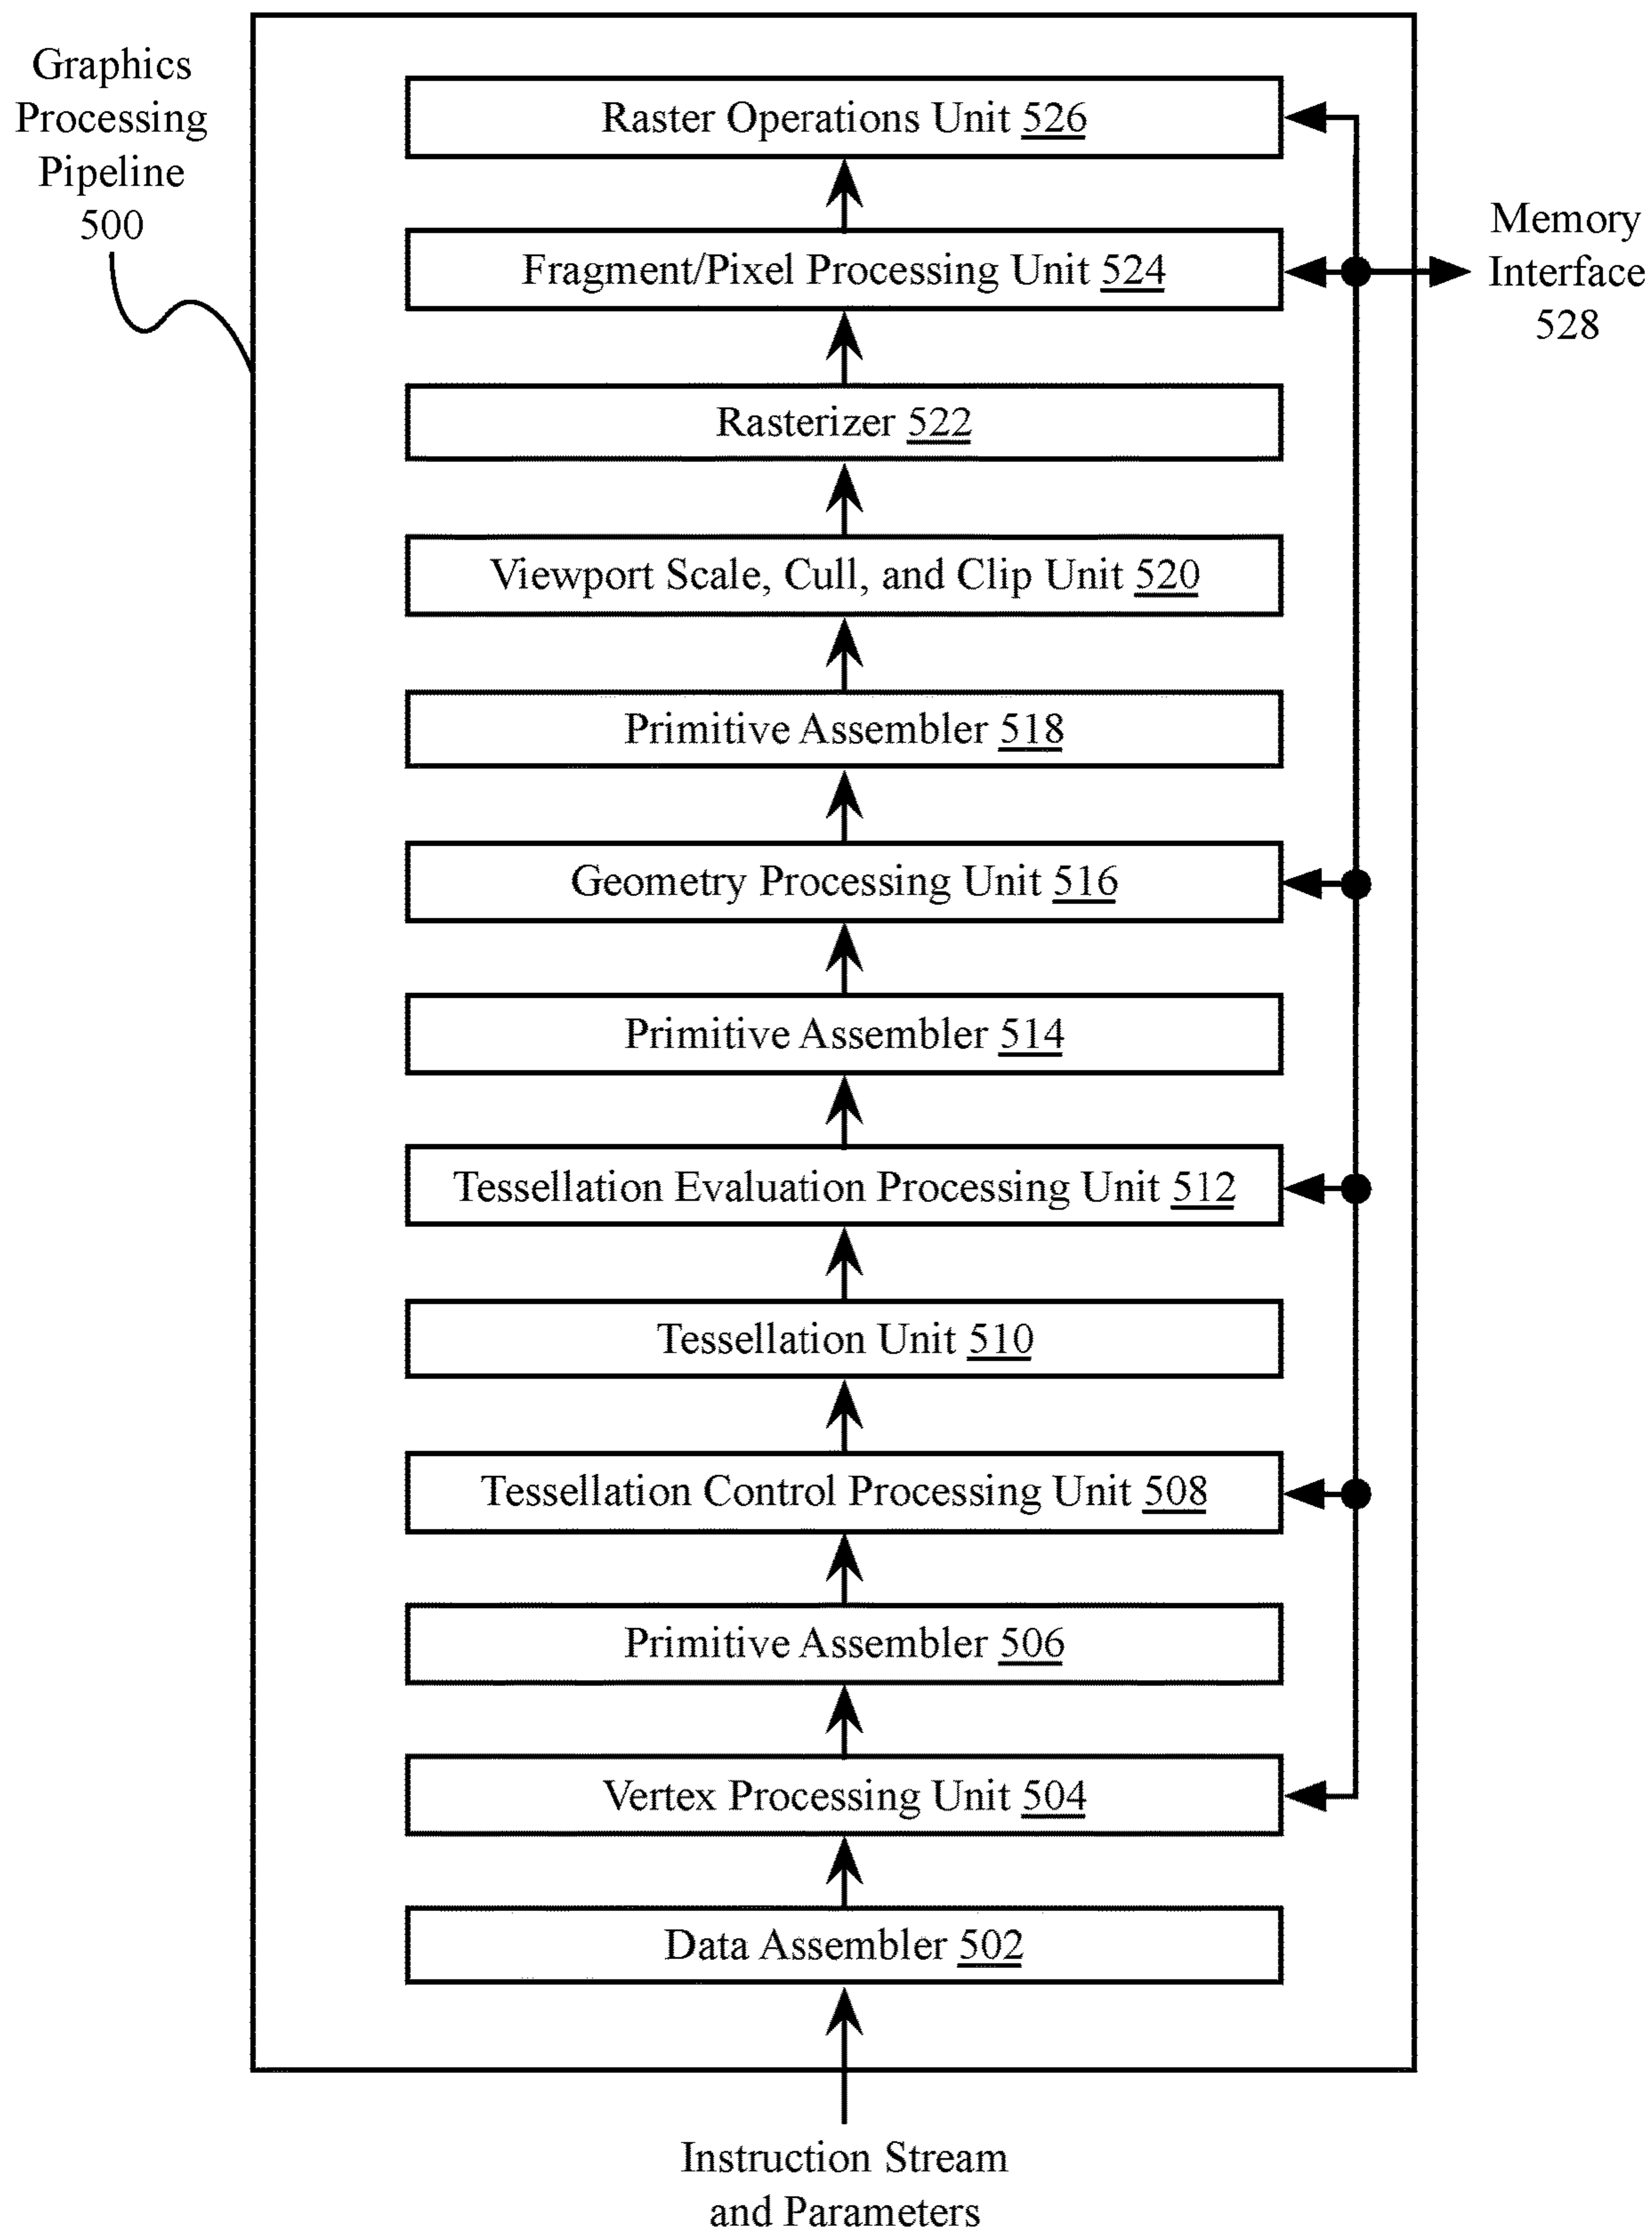 Graphics
Processing
Pipeline
500
Raster Operations Unit 526
Fragment/Pixel Processing Unit 524
Memory
Interface
528
Rasterizer 522
Viewport Scale, Cull, and Clip Unit 520
Primitive Assembler 518
Geometry Processing Unit 516
Primitive Assembler 514
Tessellation Evaluation Processing Unit 512
Tessellation Unit 510
Tessellation Control Processing Unit 508
Primitive Assembler 506
Vertex Processing Unit 504
Data Assembler 502
Instruction Stream
and Parameters